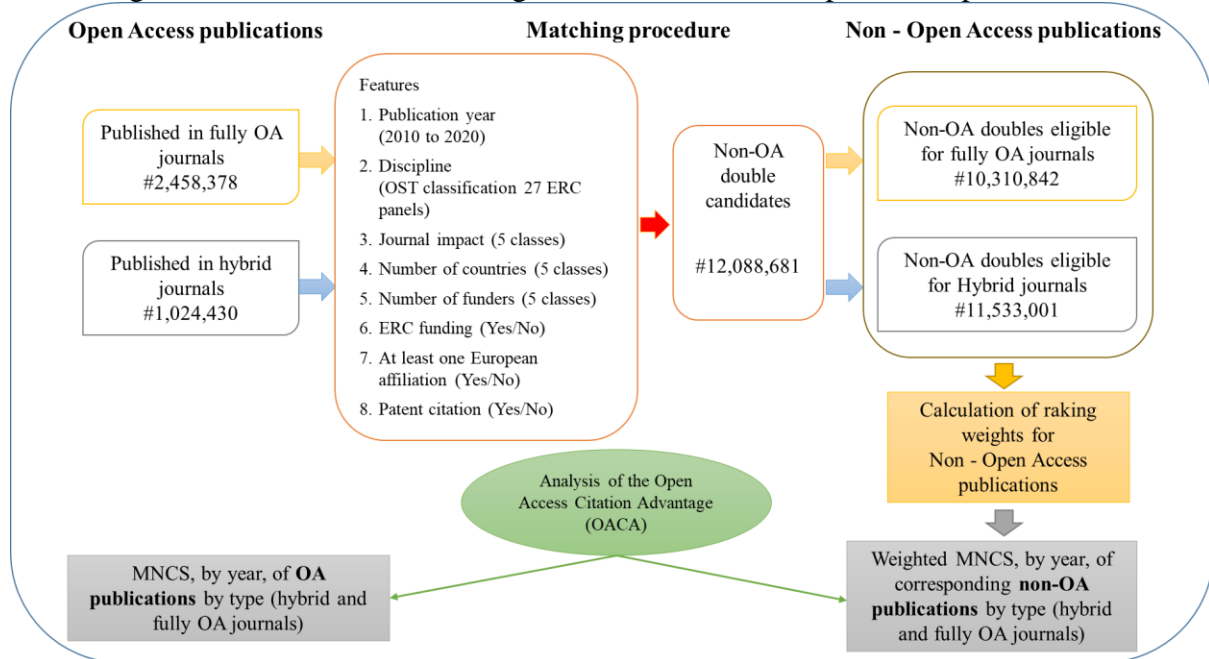 Open Access publications
Matching procedure
Non - Open Access publications
Published in fully OA
journals
#2,458,378
Published in hybrid
journals
#1,024,430
Features
1. Publication year
(2010 to 2020)
2. Discipline
(OST classification 27 ERC
panels)
3. Journal impact (5 classes)
4. Number of countries (5 classes)
5. Number of funders (5 classes)
6. ERC funding (Yes/No)
7. At least one European
affiliation (Yes/No)
8. Patent citation (Yes/No)
Non-OA
double
candidates
#12,088,681
Non-OA doubles eligible
for fully OA journals
#10,310,842
Non-OA doubles eligible
for Hybrid journals
#11,533,001
Calculation of raking
weights for
Non - Open Access
publications
Analysis of the Open
Access Citation Advantage
(OACA)
MNCS, by year, of OA
publications by type (hybrid and
fully OA journals)
Weighted MNCS, by year, of
corresponding non-OA
publications by type (hybrid
and fully OA journals)